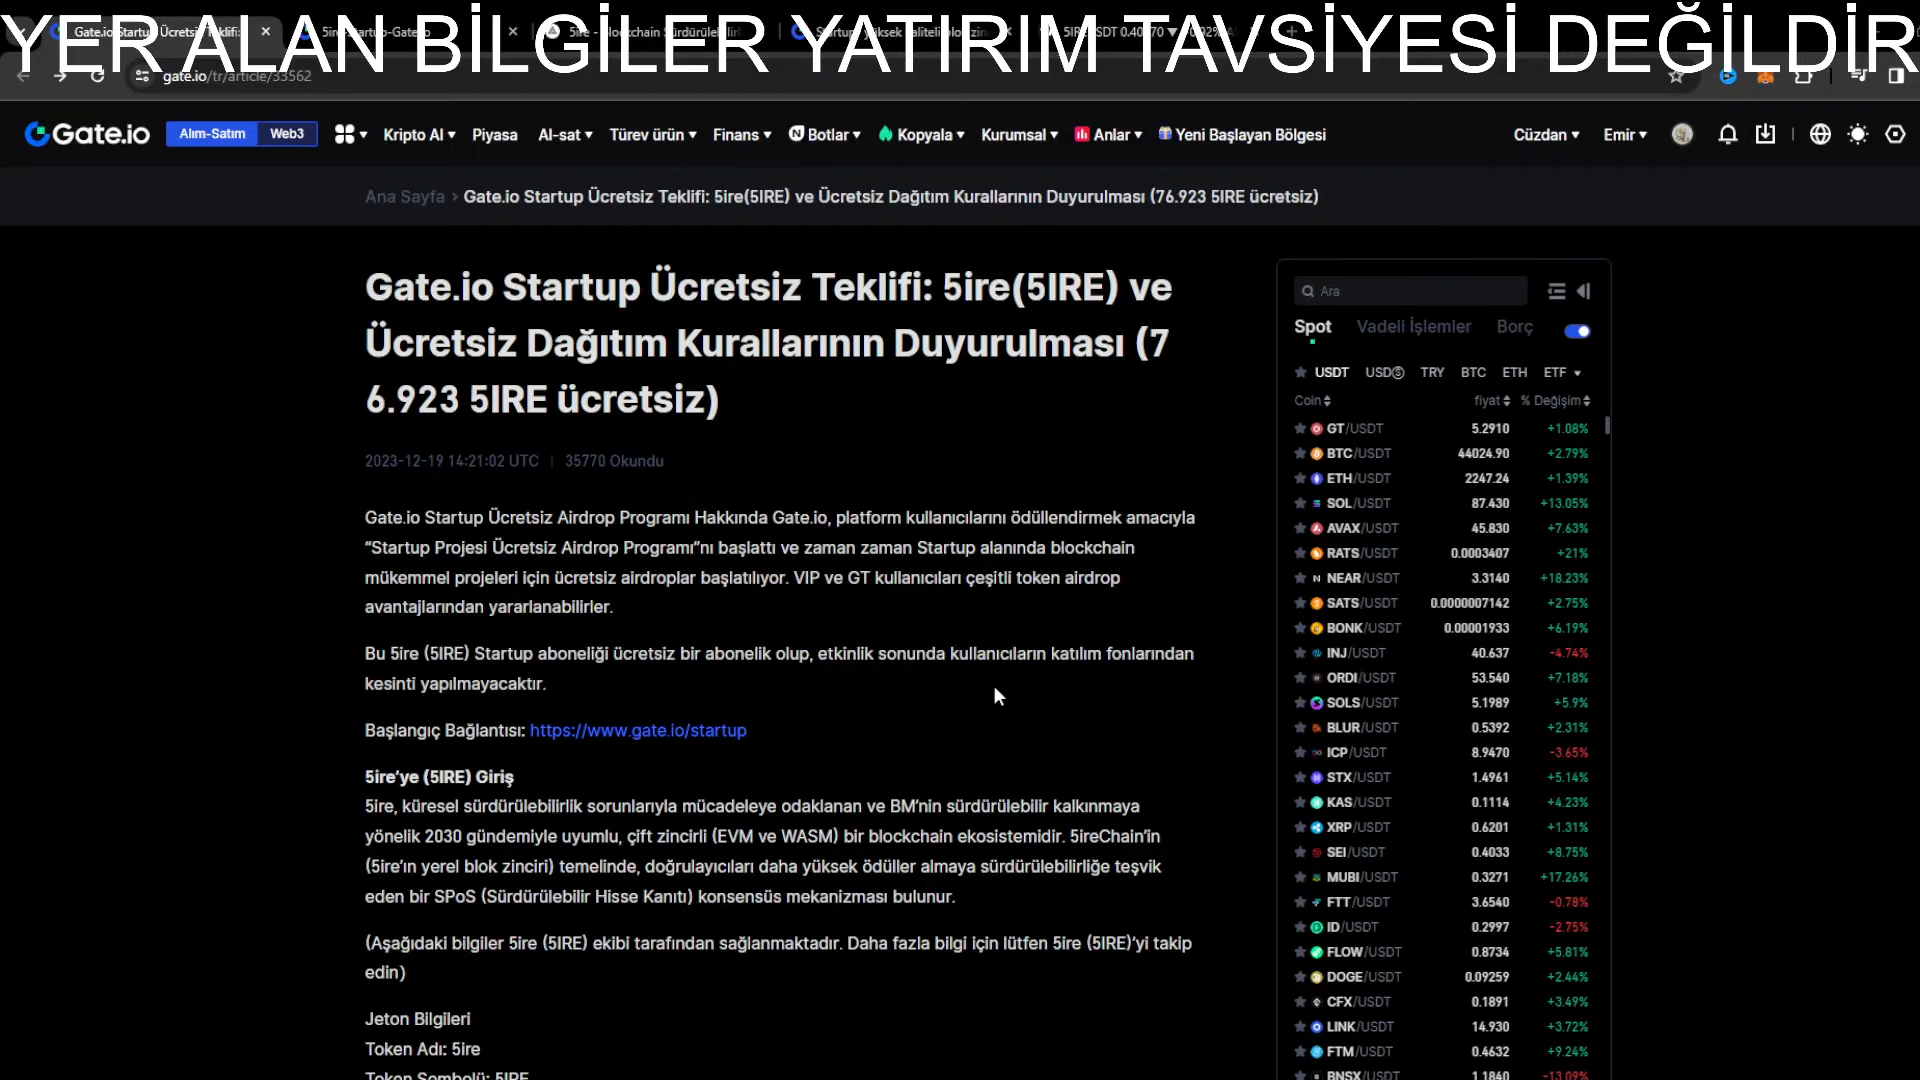 YER ALAN BİLGİLER YATIRIM TAVSİYESİ DEĞİLDİR
gate.io/tr/article/33562
Gate.io Alım-Satım Web3 Kripto Al Piyasa Al-sat Türev ürün Finans Botlar Kopyala Kurumsal Anlar Yeni Başlayan Bölgesi Cüzdan Emir
Ana Sayfa > Gate.io Startup Ücretsiz Teklifi: 5ire(5IRE) ve Ücretsiz Dağıtım Kurallarının Duyurulması (76.923 5IRE ücretsiz)
Gate.io Startup Ücretsiz Teklifi: 5ire(5IRE) ve
Ücretsiz Dağıtım Kurallarının Duyurulması (7
6.923 5IRE ücretsiz)
2023-12-19 14:21:02 UTC | 35770 Okundu
Gate.io Startup Ücretsiz Airdrop Programı Hakkında Gate.io, platform kullanıcılarını ödüllendirmek amacıyla
“Startup Projesi Ücretsiz Airdrop Programı”nı başlattı ve zaman zaman Startup alanında blockchain
mükemmel projeleri için ücretsiz airdroplar başlatılıyor. VIP ve GT kullanıcıları çeşitli token airdrop
avantajlarından yararlanabilirler.
Bu 5ire (5IRE) Startup aboneliği ücretsiz bir abonelik olup, etkinlik sonunda kullanıcıların katılım fonlarından
kesinti yapılmayacaktır.
Başlangıç Bağlantısı: https://www.gate.io/startup
5ire’ye (5IRE) Giriş
5ire, küresel sürdürülebilirlik sorunlarıyla mücadeleye odaklanan ve BM’nin sürdürülebilir kalkınmaya
yönelik 2030 gündemiyle uyumlu, çift zincirli (EVM ve WASM) bir blockchain ekosistemidir. 5ireChain’in
(5ire’ın yerel blok zinciri) temelinde, doğrulayıcıları daha yüksek ödüller almaya sürdürülebilirliğe teşvik
eden bir SPoS (Sürdürülebilir Hisse Kanıtı) konsensüs mekanizması bulunur.
(Aşağıdaki bilgiler 5ire (5IRE) ekibi tarafından sağlanmaktadır. Daha fazla bilgi için lütfen 5ire (5IRE)’yi takip
edin)
Jeton Bilgileri
Token Adı: 5ire
Token Sembolü: 5IRE
Ara
Spot Vadeli İşlemler Borç
USDT USDⓈ TRY BTC ETH ETF
Coin fiyat % Değişim
GT/USDT 5.2910 +1.08%
BTC/USDT 44024.90 +2.79%
ETH/USDT 2247.24 +1.39%
SOL/USDT 87.430 +13.05%
AVAX/USDT 45.830 +7.63%
RATS/USDT 0.0003407 +21%
NEAR/USDT 3.3140 +18.23%
SATS/USDT 0.0000007142 +2.75%
BONK/USDT 0.00001933 +6.19%
INJ/USDT 40.637 -4.74%
ORDI/USDT 53.540 +7.18%
SOLS/USDT 5.1989 +5.9%
BLUR/USDT 0.5392 +2.31%
ICP/USDT 8.9470 -3.65%
STX/USDT 1.4961 +5.14%
KAS/USDT 0.1114 +4.23%
XRP/USDT 0.6201 +1.31%
SEI/USDT 0.4033 +8.75%
MUBI/USDT 0.3271 +17.26%
FTT/USDT 3.6540 -0.78%
ID/USDT 0.2997 -2.75%
FLOW/USDT 0.8734 +5.81%
DOGE/USDT 0.09259 +2.44%
CFX/USDT 0.1891 +3.49%
LINK/USDT 14.930 +3.72%
FTM/USDT 0.4632 +9.24%
BNSX/USDT 1.1840 -13.09%